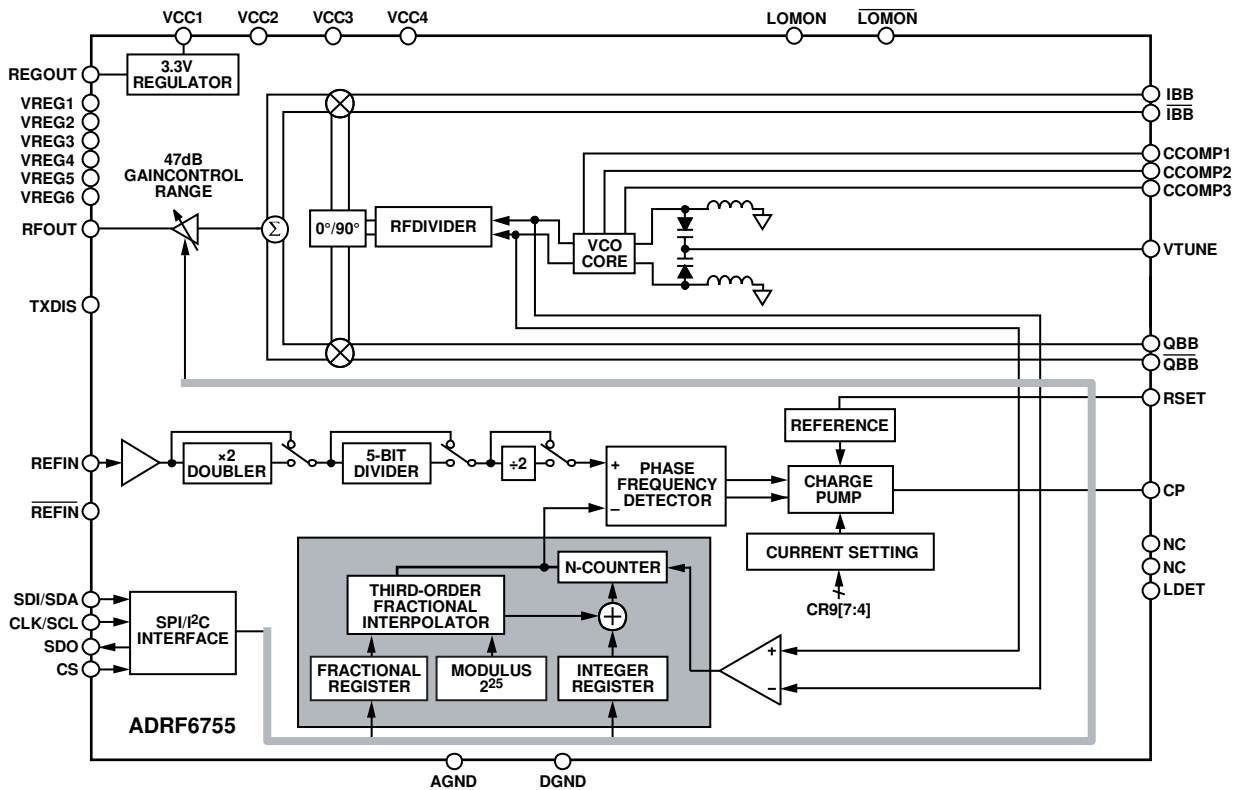 VCC1 VCC2 VCC3 VCC4 LOMON LOMON
REGOUT
3.3V
REGULATOR
VREG1
VREG2
VREG3
VREG4
VREG5
VREG6
47dB
GAINCONTROL
RANGE
RFOUT
Σ
0°/90°
RFDIVIDER
VCO
CORE
IBB
IBB
CCOMP1
CCOMP2
CCOMP3
VTUNE
TXDIS
QBB
QBB
RSET
REFERENCE
REFIN
×2
DOUBLER
5-BIT
DIVIDER
÷2
+
–
PHASE
FREQUENCY
DETECTOR
CHARGE
PUMP
CP
REFIN
CURRENT SETTING
CR9[7:4]
NC
NC
LDET
N-COUNTER
THIRD-ORDER
FRACTIONAL
INTERPOLATOR
+
SDI/SDA
CLK/SCL
SDO
CS
SPI/I2C
INTERFACE
FRACTIONAL
REGISTER
MODULUS
225
INTEGER
REGISTER
+
–
ADRF6755
AGND DGND